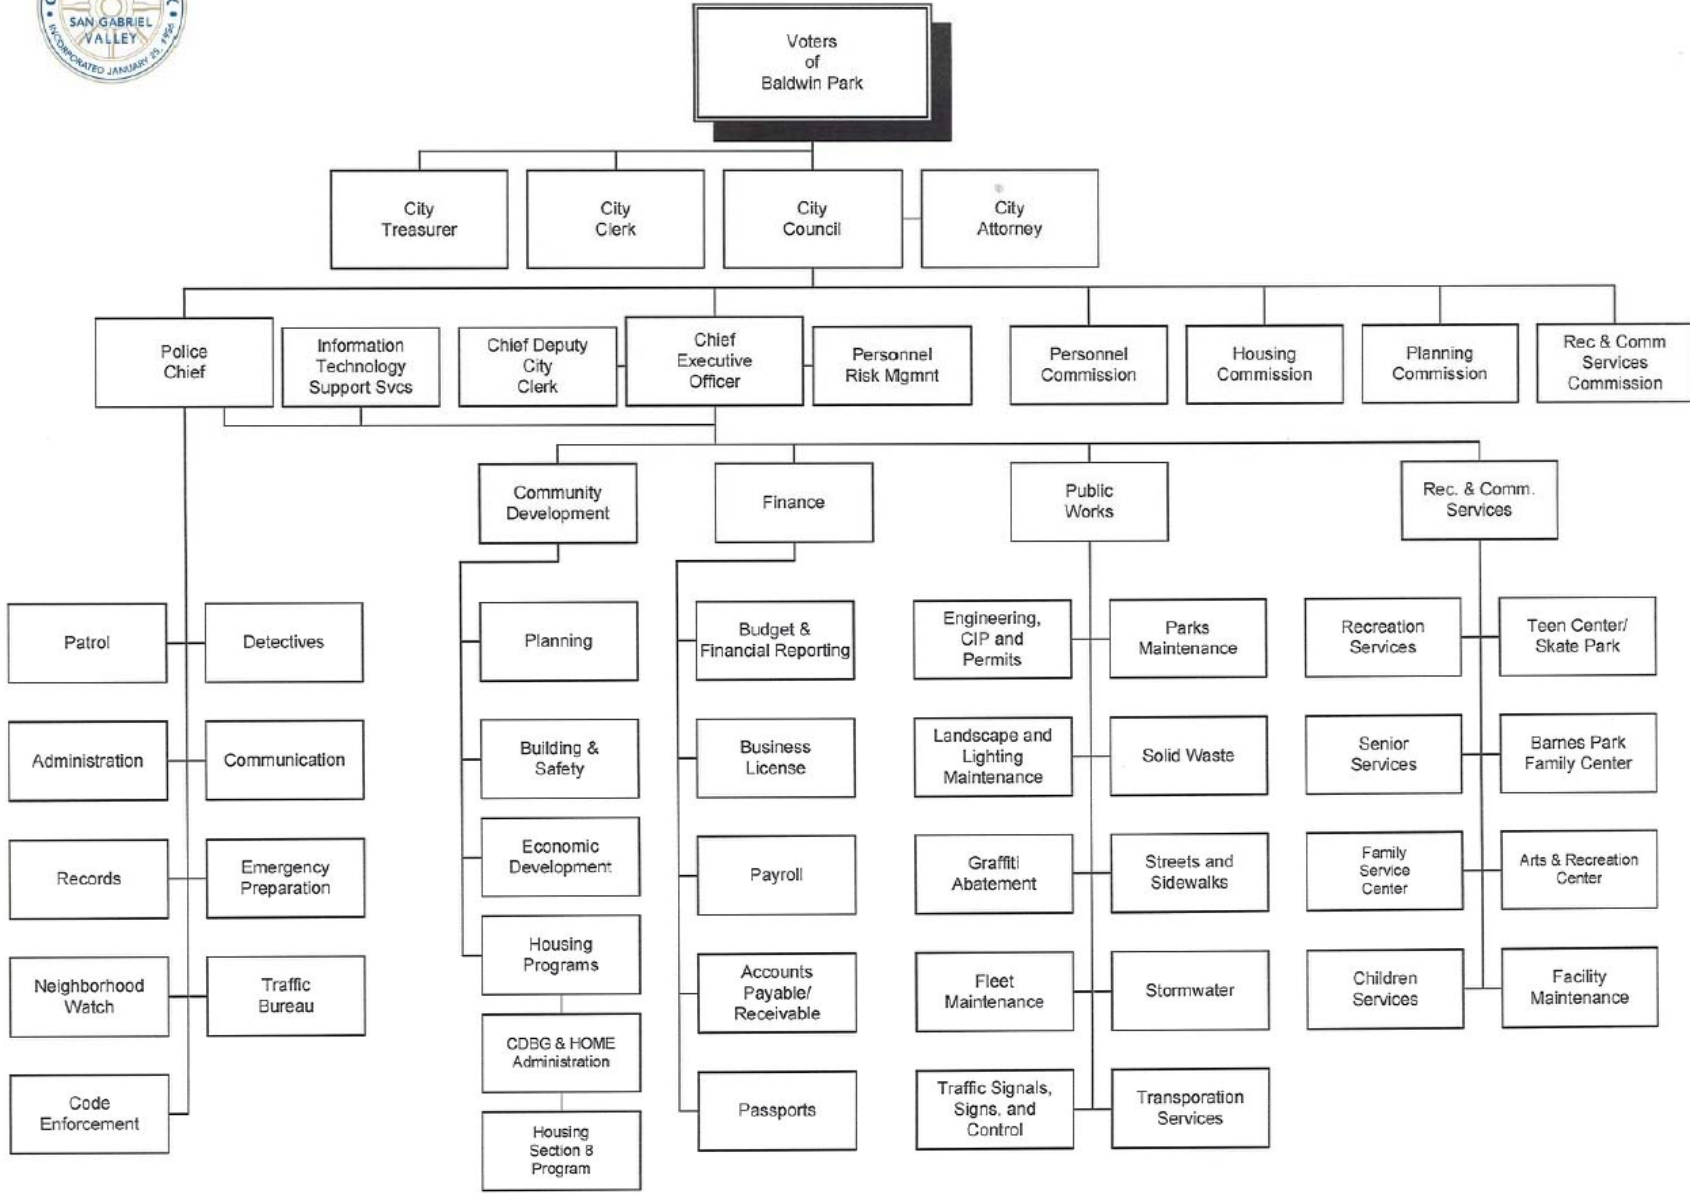 SAN GABRIEL
VALLEY
INCORPORATED JANUARY 25, 1956
Voters
of
Baldwin Park
City
Treasurer
City
Clerk
City
Council
City
Attorney
Police
Chief
Information
Technology
Support Svcs
Chief Deputy
City
Clerk
Chief
Executive
Officer
Personnel
Risk Mgmnt
Personnel
Commission
Housing
Commission
Planning
Commission
Rec & Comm
Services
Commission
Community
Development
Finance
Public
Works
Rec. & Comm.
Services
Patrol
Detectives
Planning
Budget &
Financial Reporting
Engineering,
CIP and
Permits
Parks
Maintenance
Recreation
Services
Teen Center/
Skate Park
Administration
Communication
Building &
Safety
Business
License
Landscape and
Lighting
Maintenance
Solid Waste
Senior
Services
Barnes Park
Family Center
Records
Emergency
Preparation
Economic
Development
Payroll
Graffiti
Abatement
Streets and
Sidewalks
Family
Service
Center
Arts & Recreation
Center
Neighborhood
Watch
Traffic
Bureau
Housing
Programs
Accounts
Payable/
Receivable
Fleet
Maintenance
Stormwater
Children
Services
Facility
Maintenance
Code
Enforcement
CDBG & HOME
Administration
Passports
Traffic Signals,
Signs, and
Control
Transporation
Services
Housing
Section 8
Program